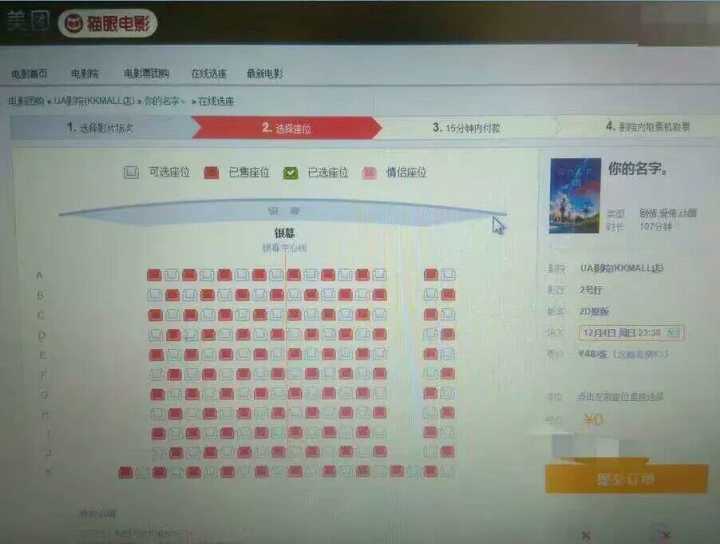 美图 猫眼电影
电影首页 电影院 电影票团购 在线选座 最新电影
电影团购 » UA影院(KKMALL店) » 你的名字。 » 在线选座
1. 选择影片场次 2. 选择座位 3. 15分钟内付款 4. 影院内取票机取票
可选座位 已售座位 已选座位 情侣座位
银 幕
银幕
银幕中心线
A
B
C
D
E
F
G
H
I
J
K
你的名字。
类型 剧情,爱情,动画
时长 107分钟
影院 UA影院(KKMALL店)
影厅 2号厅
版本 2D原版
场次 12月4日 周日 23:30
票价 ¥48/张
座位 点击左侧座位图选择
¥0
提交订单